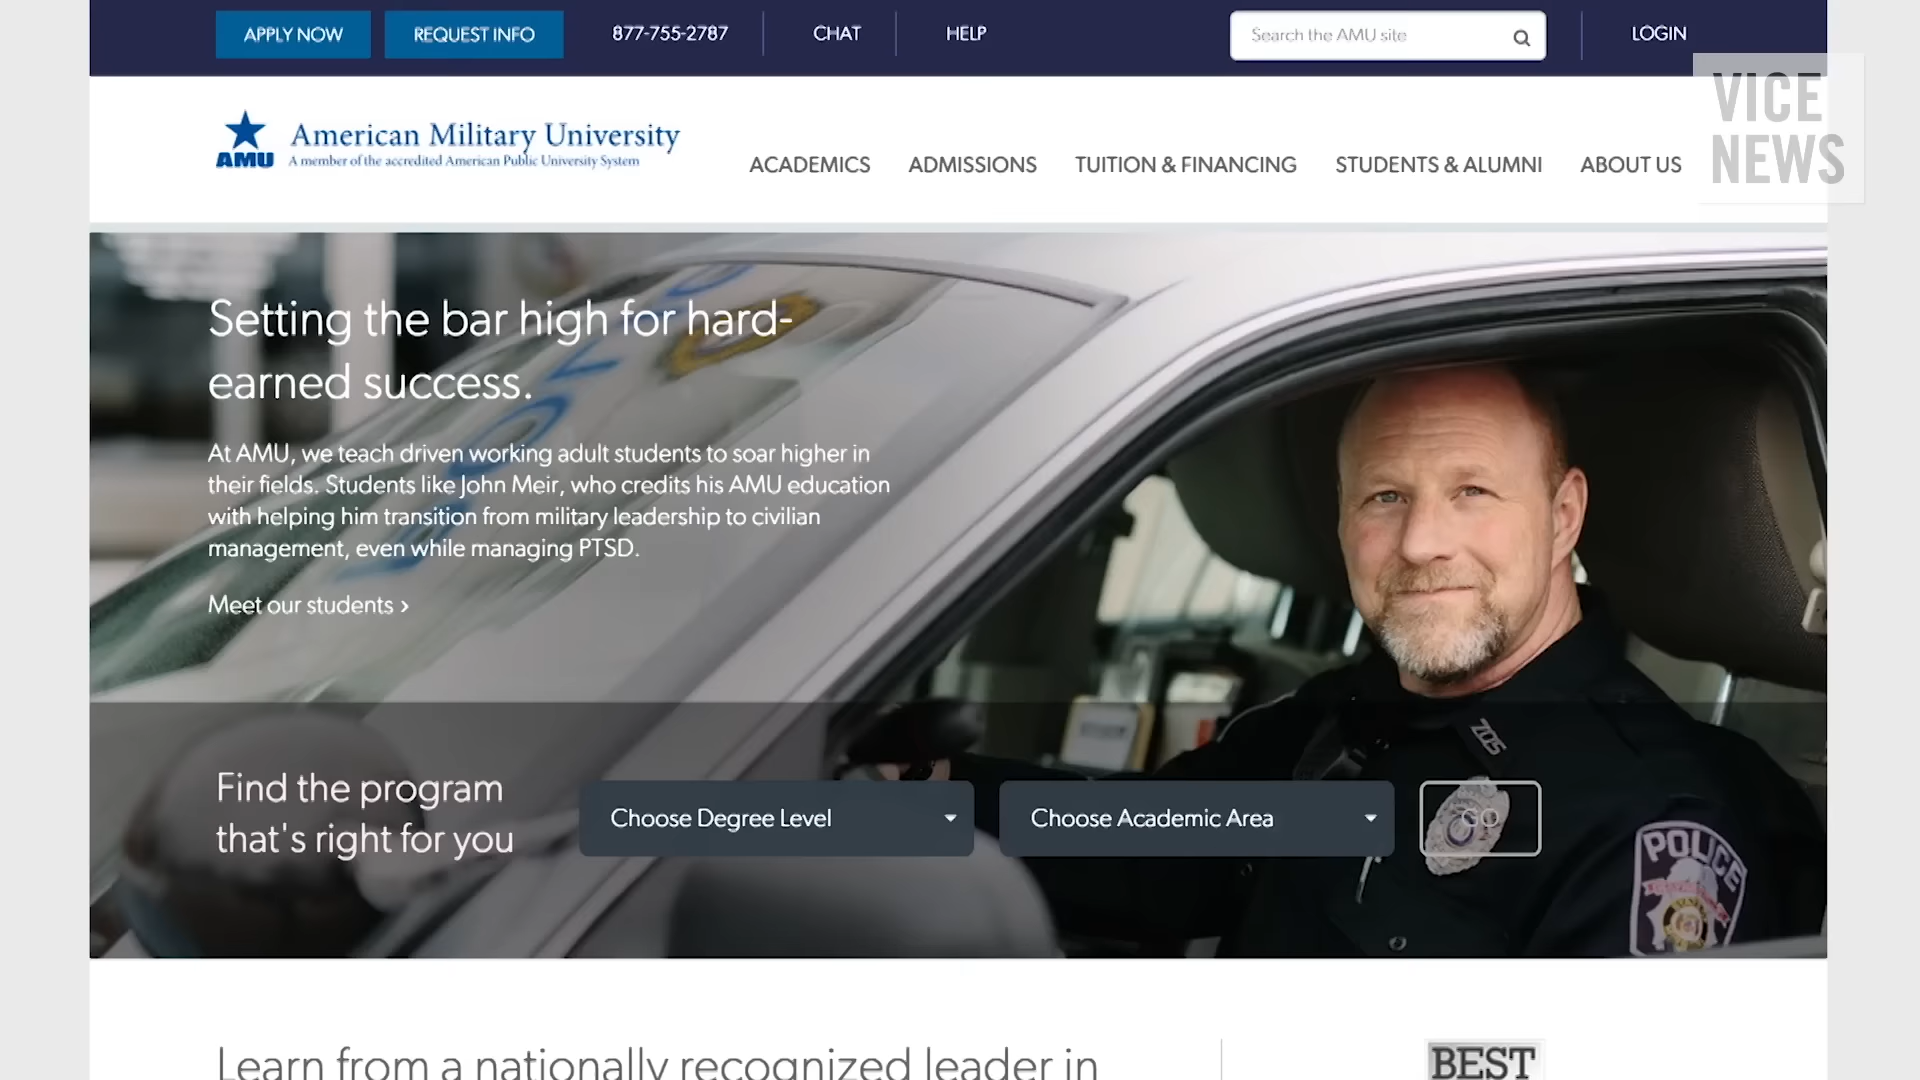 APPLY NOW
REQUEST INFO
877-755-2787
CHAT
HELP
Search the AMU site
LOGIN
VICE
NEWS
AMU
American Military University
A member of the accredited American Public University System
ACADEMICS
ADMISSIONS
TUITION & FINANCING
STUDENTS & ALUMNI
ABOUT US
Setting the bar high for hard-
earned success.
At AMU, we teach driven working adult students to soar higher in
their fields. Students like John Meir, who credits his AMU education
with helping him transition from military leadership to civilian
management, even while managing PTSD.
Meet our students ›
Find the program
that's right for you
Choose Degree Level
Choose Academic Area
GO
POLICE
Learn from a nationally recognized leader in
BEST